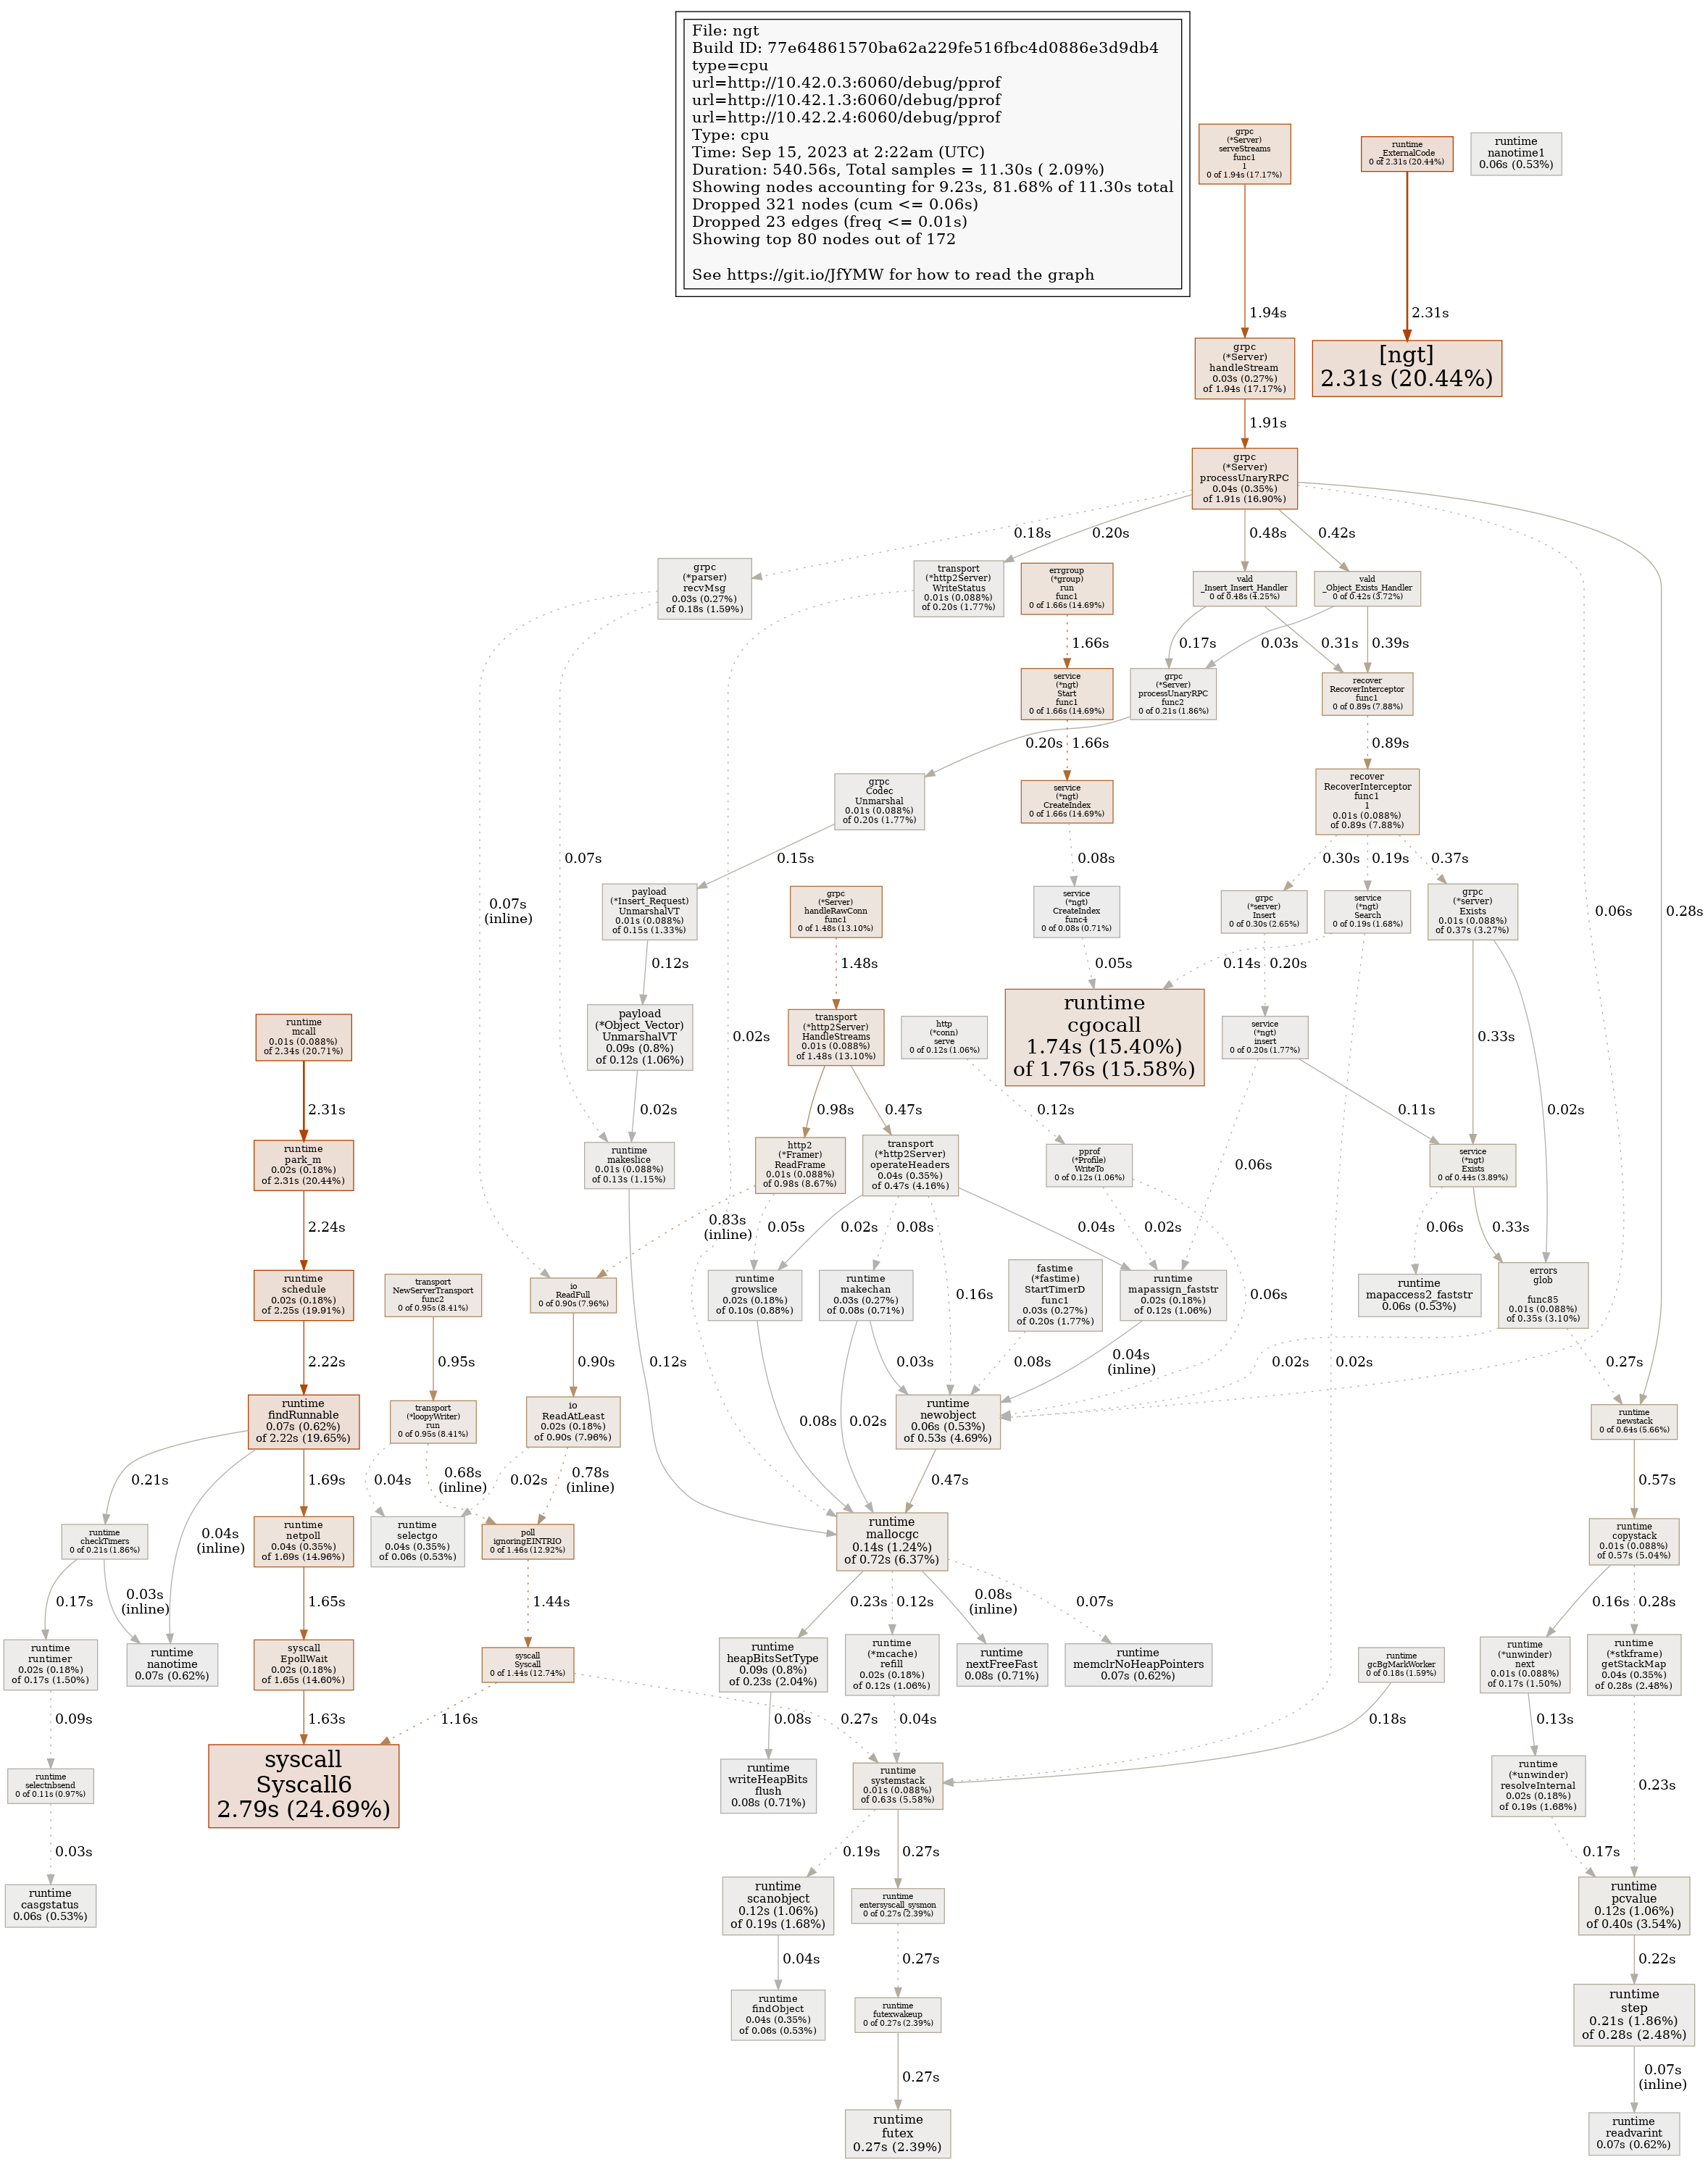 File: ngt
Build ID: 77e64861570ba62a229fe516fbc4d0886e3d9db4
type=cpu
url=http://10.42.0.3:6060/debug/pprof
url=http://10.42.1.3:6060/debug/pprof
url=http://10.42.2.4:6060/debug/pprof
Type: cpu
Time: Sep 15, 2023 at 2:22am (UTC)
Duration: 540.56s, Total samples = 11.30s ( 2.09%)
Showing nodes accounting for 9.23s, 81.68% of 11.30s total
Dropped 321 nodes (cum <= 0.06s)
Dropped 23 edges (freq <= 0.01s)
Showing top 80 nodes out of 172
See https://git.io/JfYMW for how to read the graph
grpc
(*Server)
serveStreams
func1
1
0 of 1.94s (17.17%)
runtime
_ExternalCode
0 of 2.31s (20.44%)
runtime
nanotime1
0.06s (0.53%)
1.94s
2.31s
grpc
(*Server)
handleStream
0.03s (0.27%)
of 1.94s (17.17%)
[ngt]
2.31s (20.44%)
1.91s
grpc
(*Server)
processUnaryRPC
0.04s (0.35%)
of 1.91s (16.90%)
0.18s
0.20s
0.48s
0.42s
0.06s
0.28s
grpc
(*parser)
recvMsg
0.03s (0.27%)
of 0.18s (1.59%)
transport
(*http2Server)
WriteStatus
0.01s (0.088%)
of 0.20s (1.77%)
errgroup
(*group)
run
func1
0 of 1.66s (14.69%)
vald
_Insert_Insert_Handler
0 of 0.48s (4.25%)
vald
_Object_Exists_Handler
0 of 0.42s (3.72%)
1.66s
0.17s
0.31s
0.03s
0.39s
service
(*ngt)
Start
func1
0 of 1.66s (14.69%)
grpc
(*Server)
processUnaryRPC
func2
0 of 0.21s (1.86%)
recover
RecoverInterceptor
func1
0 of 0.89s (7.88%)
0.20s
1.66s
0.89s
grpc
Codec
Unmarshal
0.01s (0.088%)
of 0.20s (1.77%)
service
(*ngt)
CreateIndex
0 of 1.66s (14.69%)
recover
RecoverInterceptor
func1
1
0.01s (0.088%)
of 0.89s (7.88%)
0.07s
(inline)
0.07s
0.15s
0.08s
0.30s
0.19s
0.37s
payload
(*Insert_Request)
UnmarshalVT
0.01s (0.088%)
of 0.15s (1.33%)
grpc
(*Server)
handleRawConn
func1
0 of 1.48s (13.10%)
service
(*ngt)
CreateIndex
func4
0 of 0.08s (0.71%)
grpc
(*server)
Insert
0 of 0.30s (2.65%)
service
(*ngt)
Search
0 of 0.19s (1.68%)
grpc
(*server)
Exists
0.01s (0.088%)
of 0.37s (3.27%)
0.12s
1.48s
0.05s
0.14s
0.20s
0.33s
0.02s
runtime
mcall
0.01s (0.088%)
of 2.34s (20.71%)
payload
(*Object_Vector)
UnmarshalVT
0.09s (0.8%)
of 0.12s (1.06%)
0.02s
transport
(*http2Server)
HandleStreams
0.01s (0.088%)
of 1.48s (13.10%)
http
(*conn)
serve
0 of 0.12s (1.06%)
runtime
cgocall
1.74s (15.40%)
of 1.76s (15.58%)
service
(*ngt)
insert
0 of 0.20s (1.77%)
2.31s
0.02s
0.98s
0.47s
0.12s
0.06s
0.11s
runtime
park_m
0.02s (0.18%)
of 2.31s (20.44%)
runtime
makeslice
0.01s (0.088%)
of 0.13s (1.15%)
http2
(*Framer)
ReadFrame
0.01s (0.088%)
of 0.98s (8.67%)
transport
(*http2Server)
operateHeaders
0.04s (0.35%)
of 0.47s (4.16%)
pprof
(*Profile)
WriteTo
0 of 0.12s (1.06%)
service
(*ngt)
Exists
0 of 0.44s (3.89%)
2.24s
0.83s
(inline)
0.05s
0.02s
0.08s
0.16s
0.04s
0.02s
0.06s
0.06s
0.33s
runtime
schedule
0.02s (0.18%)
of 2.25s (19.91%)
transport
NewServerTransport
func2
0 of 0.95s (8.41%)
io
ReadFull
0 of 0.90s (7.96%)
runtime
growslice
0.02s (0.18%)
of 0.10s (0.88%)
runtime
makechan
0.03s (0.27%)
of 0.08s (0.71%)
fastime
(*fastime)
StartTimerD
func1
0.03s (0.27%)
of 0.20s (1.77%)
runtime
mapassign_faststr
0.02s (0.18%)
of 0.12s (1.06%)
runtime
mapaccess2_faststr
0.06s (0.53%)
errors
glob

func85
0.01s (0.088%)
of 0.35s (3.10%)
2.22s
0.95s
0.90s
0.12s
0.08s
0.02s
0.03s
0.08s
0.04s
(inline)
0.02s
0.02s
0.27s
runtime
findRunnable
0.07s (0.62%)
of 2.22s (19.65%)
transport
(*loopyWriter)
run
0 of 0.95s (8.41%)
io
ReadAtLeast
0.02s (0.18%)
of 0.90s (7.96%)
runtime
newobject
0.06s (0.53%)
of 0.53s (4.69%)
runtime
newstack
0 of 0.64s (5.66%)
0.21s
0.04s
(inline)
1.69s
0.04s
0.68s
(inline)
0.02s
0.78s
(inline)
0.47s
0.57s
runtime
checkTimers
0 of 0.21s (1.86%)
runtime
netpoll
0.04s (0.35%)
of 1.69s (14.96%)
runtime
selectgo
0.04s (0.35%)
of 0.06s (0.53%)
poll
ignoringEINTRIO
0 of 1.46s (12.92%)
runtime
mallocgc
0.14s (1.24%)
of 0.72s (6.37%)
runtime
copystack
0.01s (0.088%)
of 0.57s (5.04%)
0.17s
0.03s
(inline)
1.65s
1.44s
0.23s
0.12s
0.08s
(inline)
0.07s
0.16s
0.28s
runtime
runtimer
0.02s (0.18%)
of 0.17s (1.50%)
runtime
nanotime
0.07s (0.62%)
syscall
EpollWait
0.02s (0.18%)
of 1.65s (14.60%)
syscall
Syscall
0 of 1.44s (12.74%)
runtime
heapBitsSetType
0.09s (0.8%)
of 0.23s (2.04%)
runtime
(*mcache)
refill
0.02s (0.18%)
of 0.12s (1.06%)
runtime
nextFreeFast
0.08s (0.71%)
runtime
memclrNoHeapPointers
0.07s (0.62%)
runtime
gcBgMarkWorker
0 of 0.18s (1.59%)
runtime
(*unwinder)
next
0.01s (0.088%)
of 0.17s (1.50%)
runtime
(*stkframe)
getStackMap
0.04s (0.35%)
of 0.28s (2.48%)
0.09s
1.63s
1.16s
0.27s
0.08s
0.04s
0.18s
0.13s
0.23s
runtime
selectnbsend
0 of 0.11s (0.97%)
syscall
Syscall6
2.79s (24.69%)
runtime
writeHeapBits
flush
0.08s (0.71%)
runtime
systemstack
0.01s (0.088%)
of 0.63s (5.58%)
runtime
(*unwinder)
resolveInternal
0.02s (0.18%)
of 0.19s (1.68%)
0.03s
0.19s
0.27s
0.17s
runtime
casgstatus
0.06s (0.53%)
runtime
scanobject
0.12s (1.06%)
of 0.19s (1.68%)
runtime
entersyscall_sysmon
0 of 0.27s (2.39%)
runtime
pcvalue
0.12s (1.06%)
of 0.40s (3.54%)
0.04s
0.27s
0.22s
runtime
findObject
0.04s (0.35%)
of 0.06s (0.53%)
runtime
futexwakeup
0 of 0.27s (2.39%)
runtime
step
0.21s (1.86%)
of 0.28s (2.48%)
0.27s
0.07s
(inline)
runtime
futex
0.27s (2.39%)
runtime
readvarint
0.07s (0.62%)